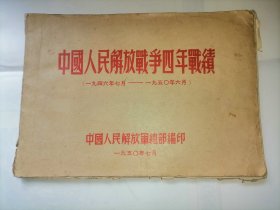 中國人民解放戰爭四年戰績
(一九四六年七月——一九五〇年六月)
中國人民解放軍總部編印
一九五〇年七月